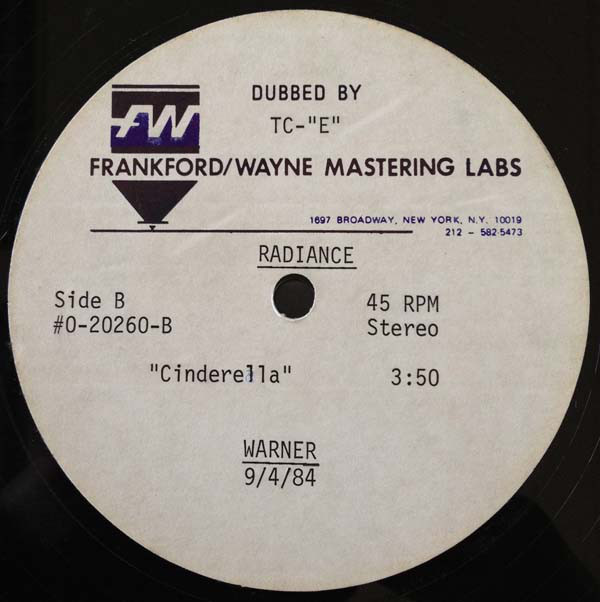 FW
DUBBED BY
TC-"E"
FRANKFORD/WAYNE MASTERING LABS
1697 BROADWAY, NEW YORK, N.Y. 10019
212 - 582-5473
RADIANCE
Side B
45 RPM
#0-20260-B
Stereo
"Cinderella"
3:50
WARNER
9/4/84